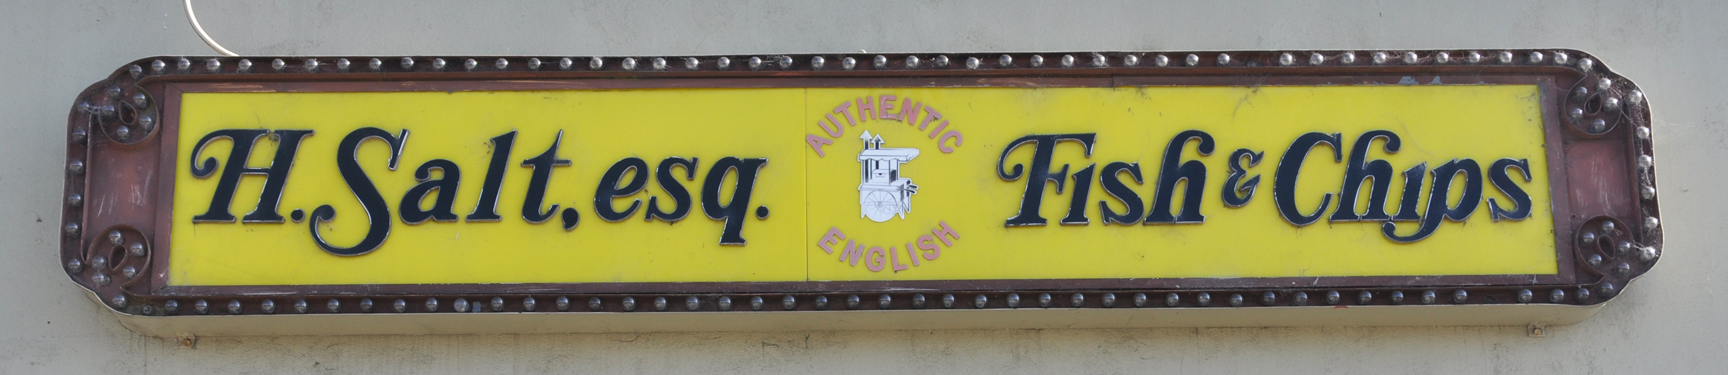 H. Salt, esq.
AUTHENTIC
ENGLISH
Fish & Chips